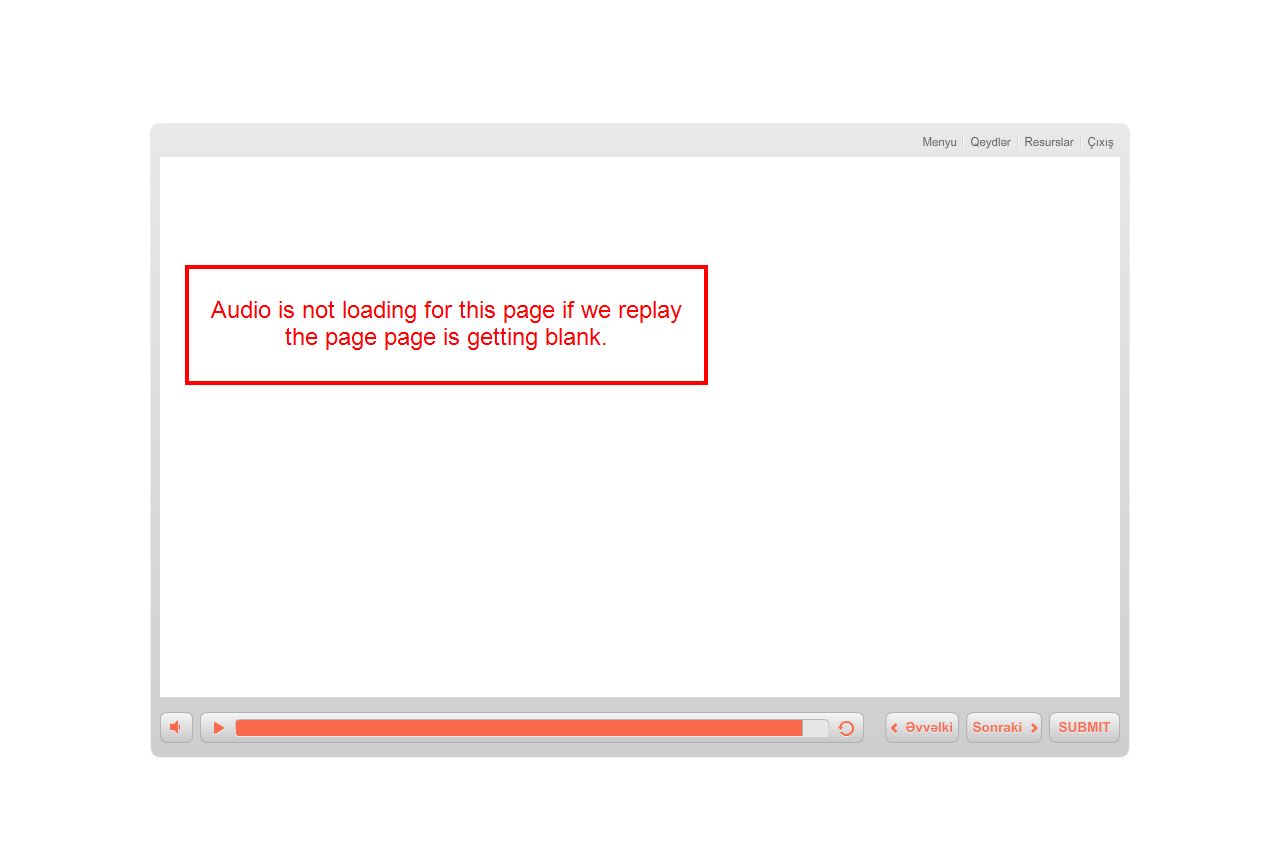 Menyu
Qeydlər
Resurslar
Çıxış
Audio is not loading for this page if we replay
the page page is getting blank.
Əvvəlki
Sonraki
SUBMIT